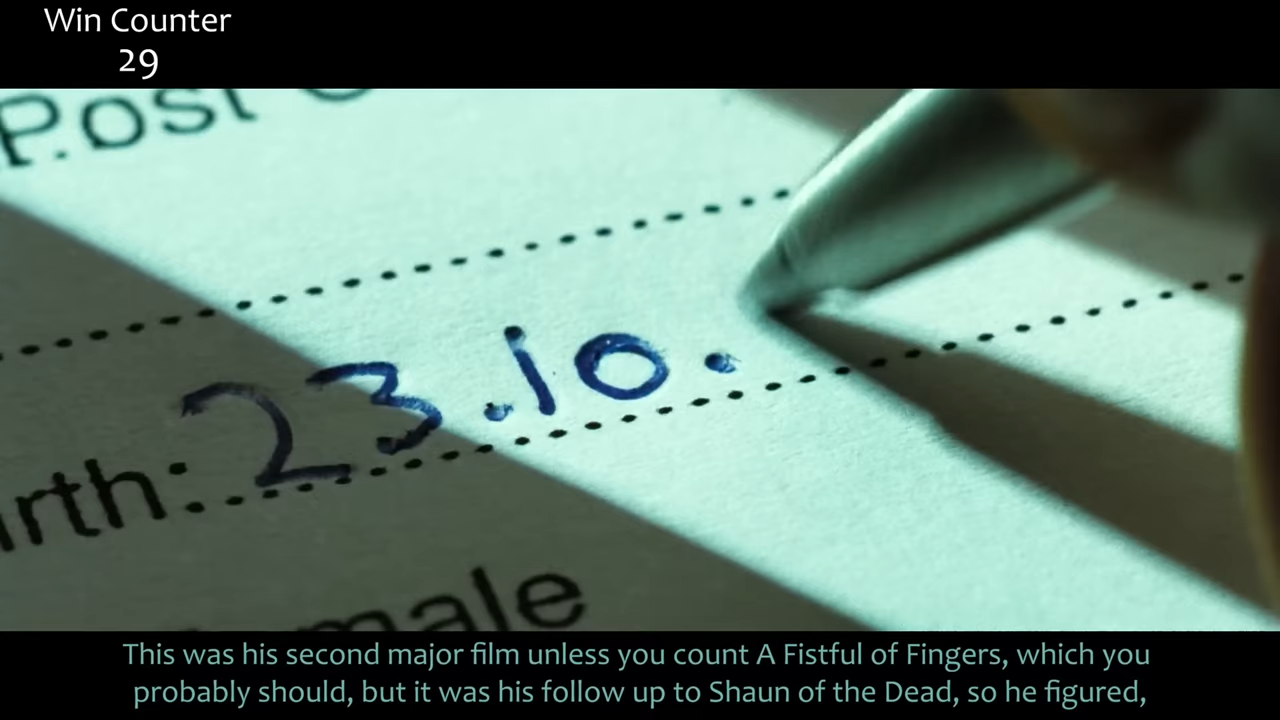 Win Counter
29
Post
23.10.
rth:
male
This was his second major film unless you count A Fistful of Fingers, which you
probably should, but it was his follow up to Shaun of the Dead, so he figured,